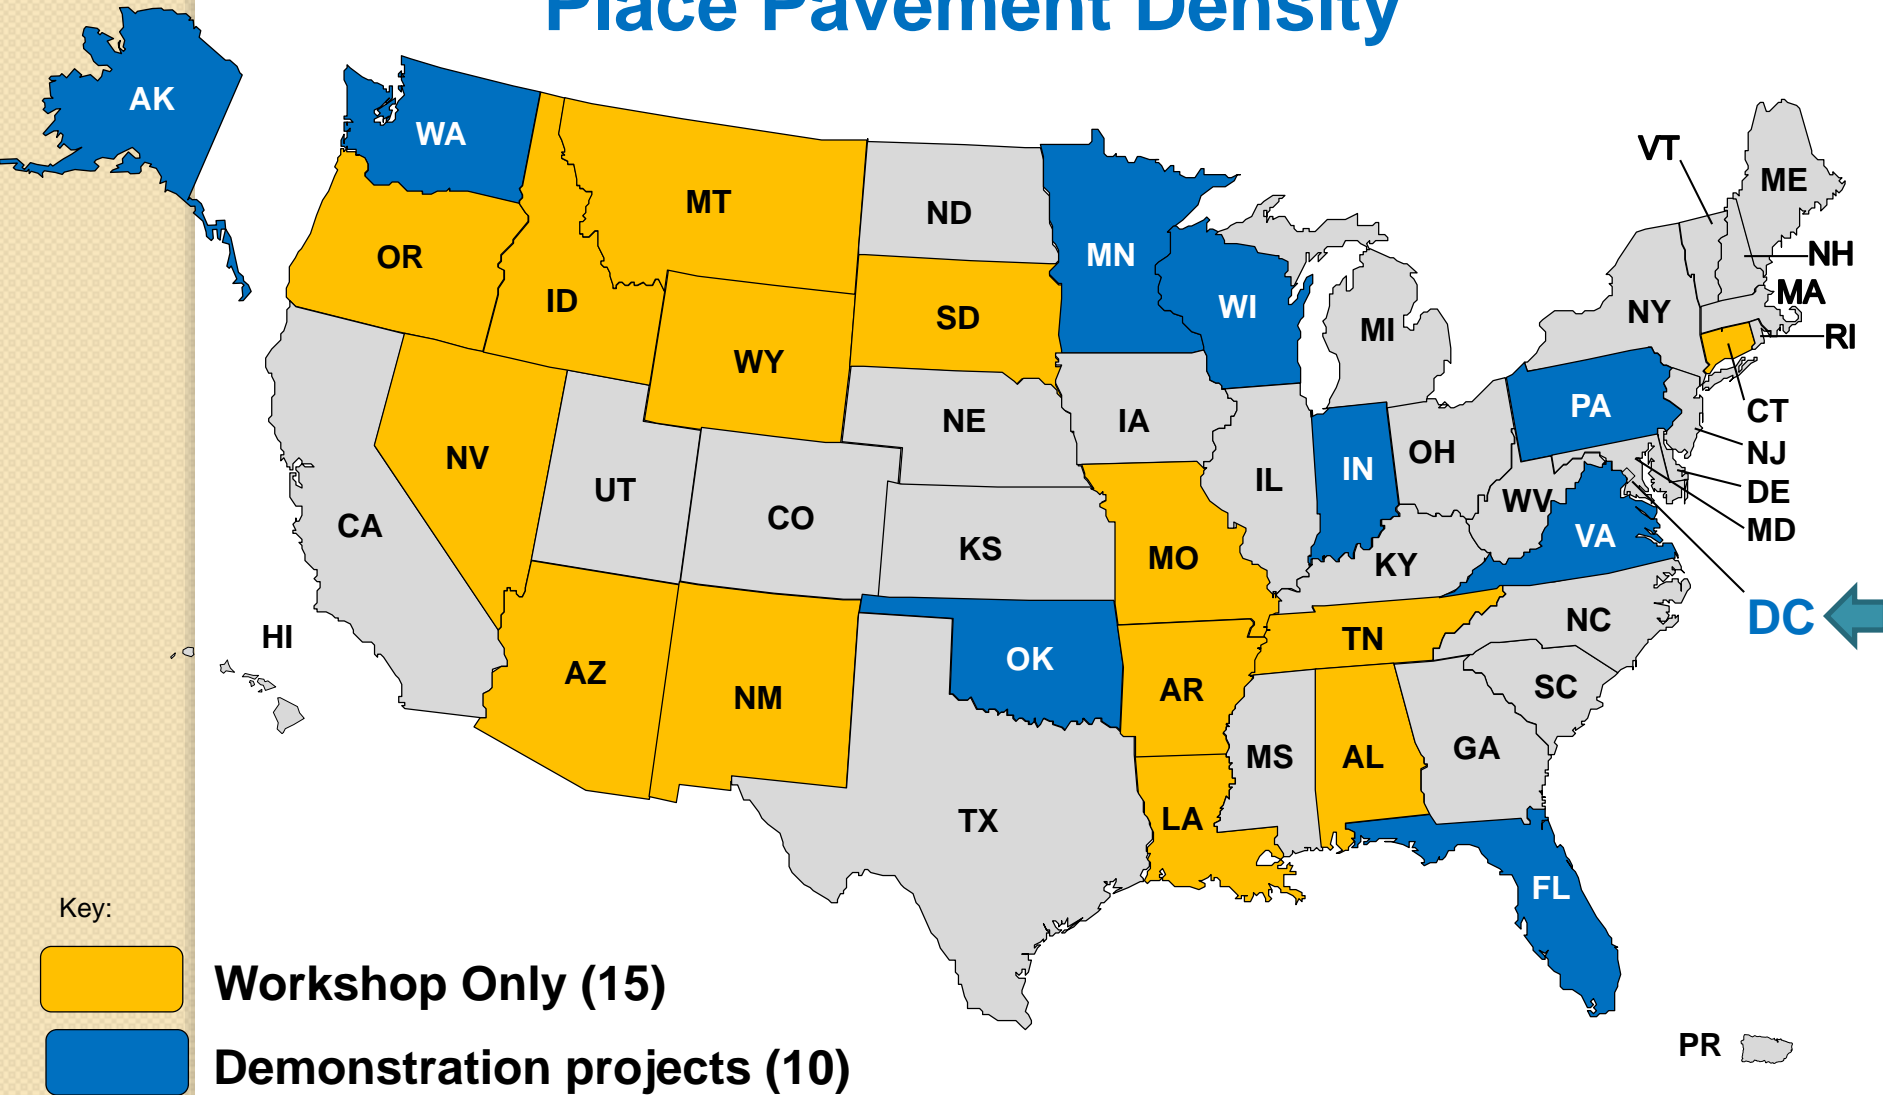 Place Pavement Density
AK
WA
MT
ND
MN
VT
ME
OR
ID
SD
WI
MI
NY
NH
MA
RI
WY
NE
IA
PA
CT
NV
UT
CO
IL
IN
OH
NJ
CA
KS
MO
WV
DE
KY
VA
MD
HI
AZ
NM
OK
AR
TN
NC
DC
SC
MS
AL
GA
TX
LA
FL
PR
Key:
Workshop Only (15)
Demonstration projects (10)